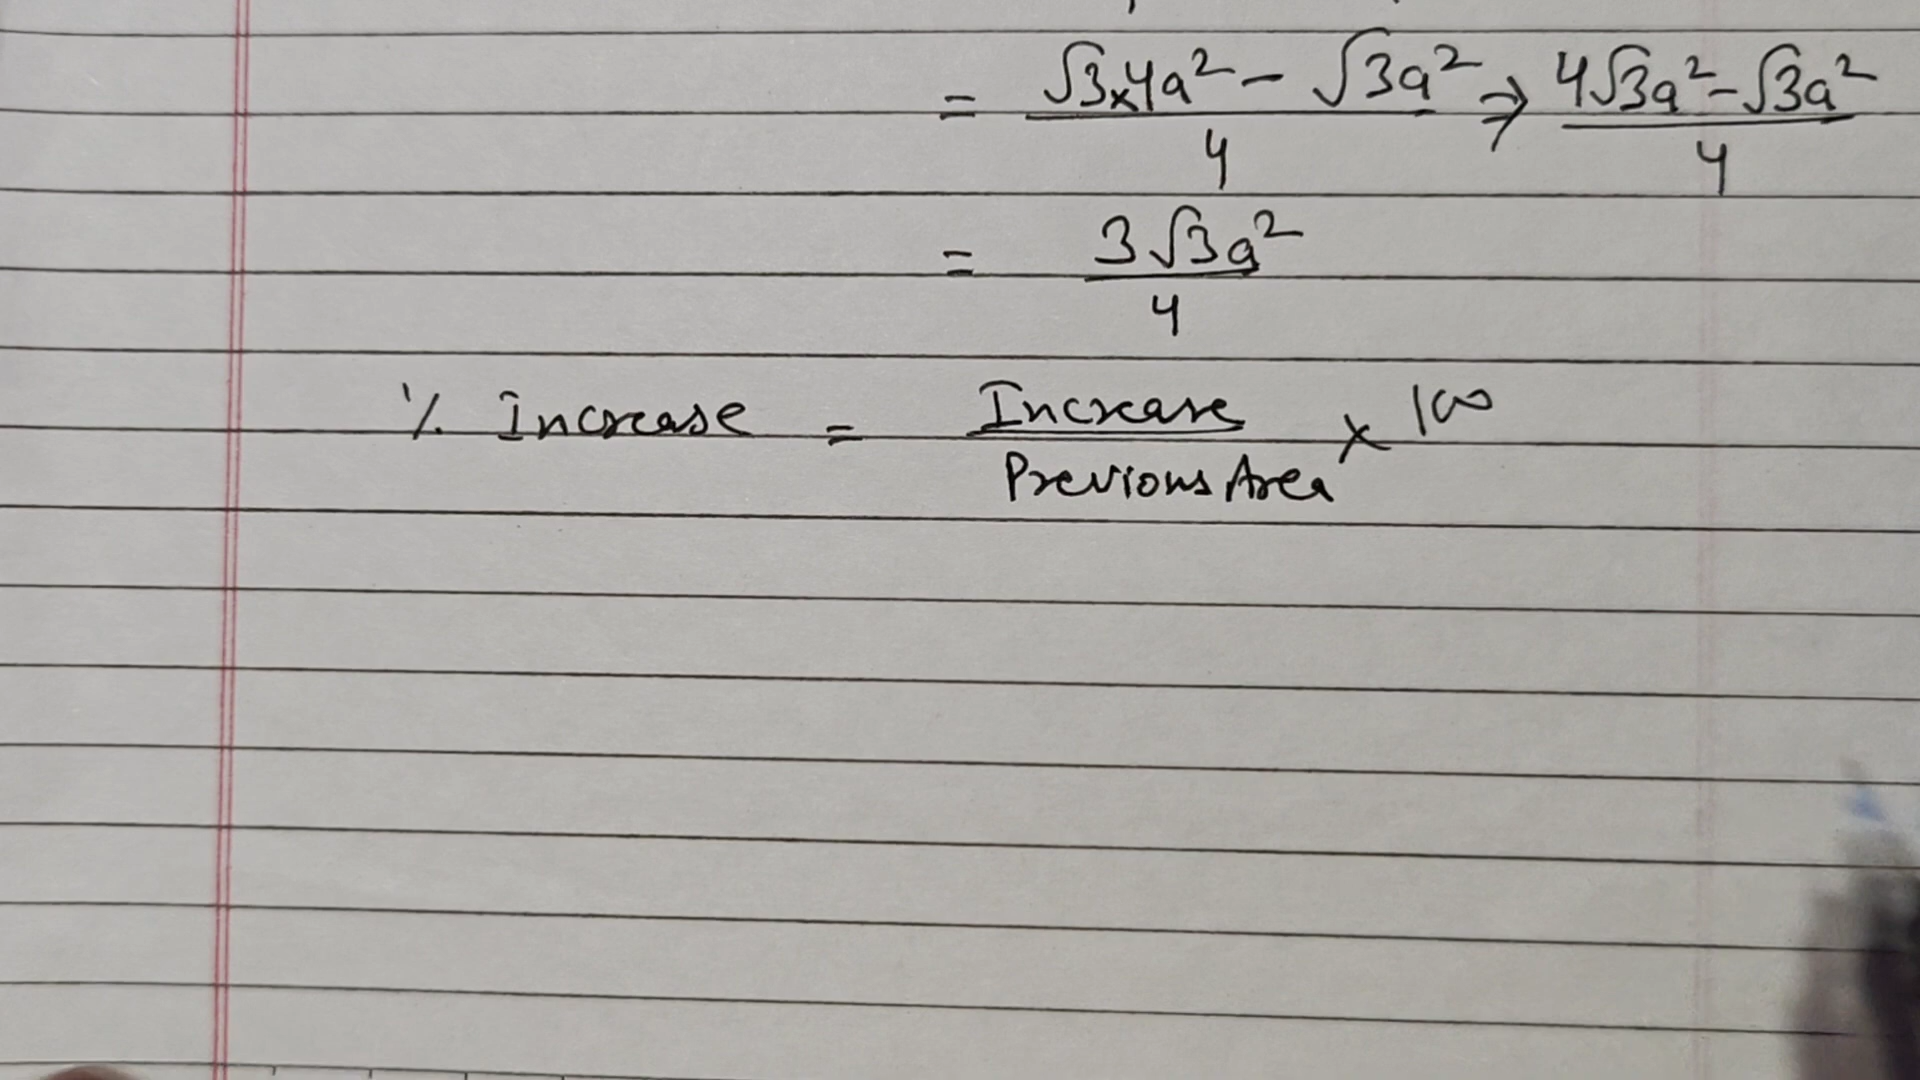 = √3×4a² - √3a² / 4 ⇒ 4√3a² - √3a² / 4
= 3√3a² / 4
% Increase = Increase / Previous Area × 100